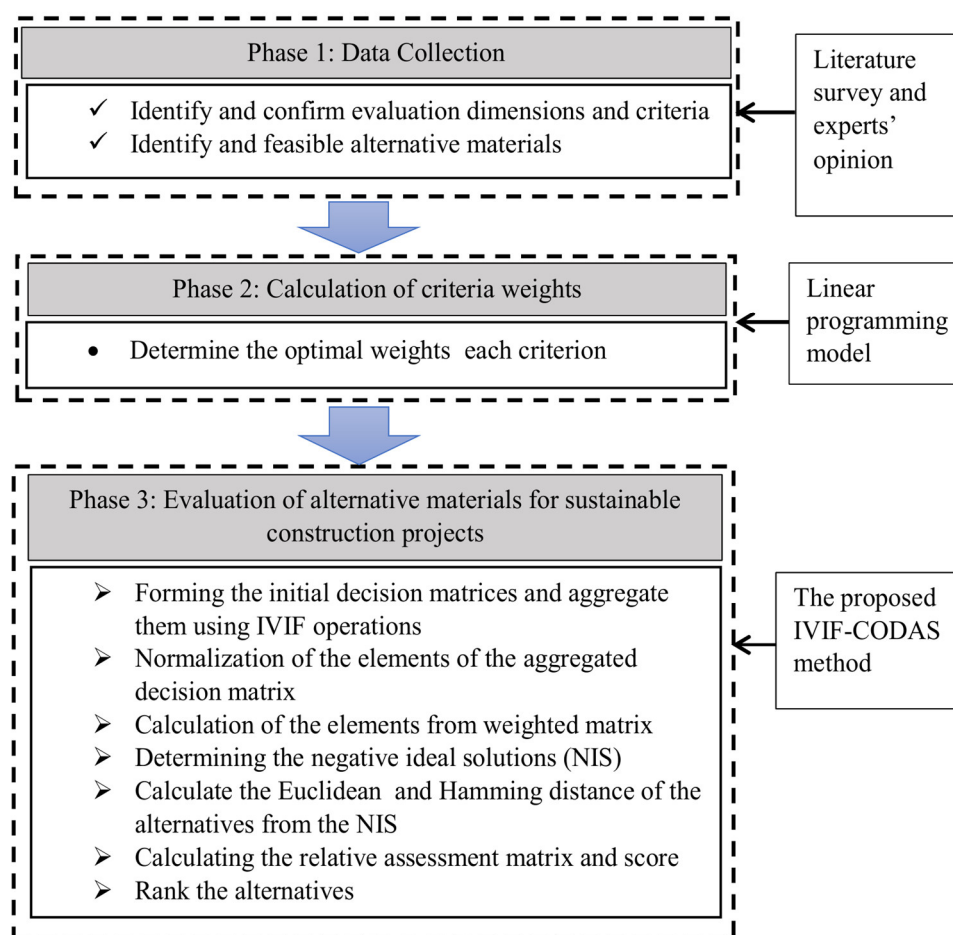 Phase 1: Data Collection
✓ Identify and confirm evaluation dimensions and criteria
✓ Identify and feasible alternative materials
Literature
survey and
experts’
opinion
Phase 2: Calculation of criteria weights
• Determine the optimal weights each criterion
Linear
programming
model
Phase 3: Evaluation of alternative materials for sustainable
construction projects
➢ Forming the initial decision matrices and aggregate
them using IVIF operations
➢ Normalization of the elements of the aggregated
decision matrix
➢ Calculation of the elements from weighted matrix
➢ Determining the negative ideal solutions (NIS)
➢ Calculate the Euclidean and Hamming distance of the
alternatives from the NIS
➢ Calculating the relative assessment matrix and score
➢ Rank the alternatives
The proposed
IVIF-CODAS
method